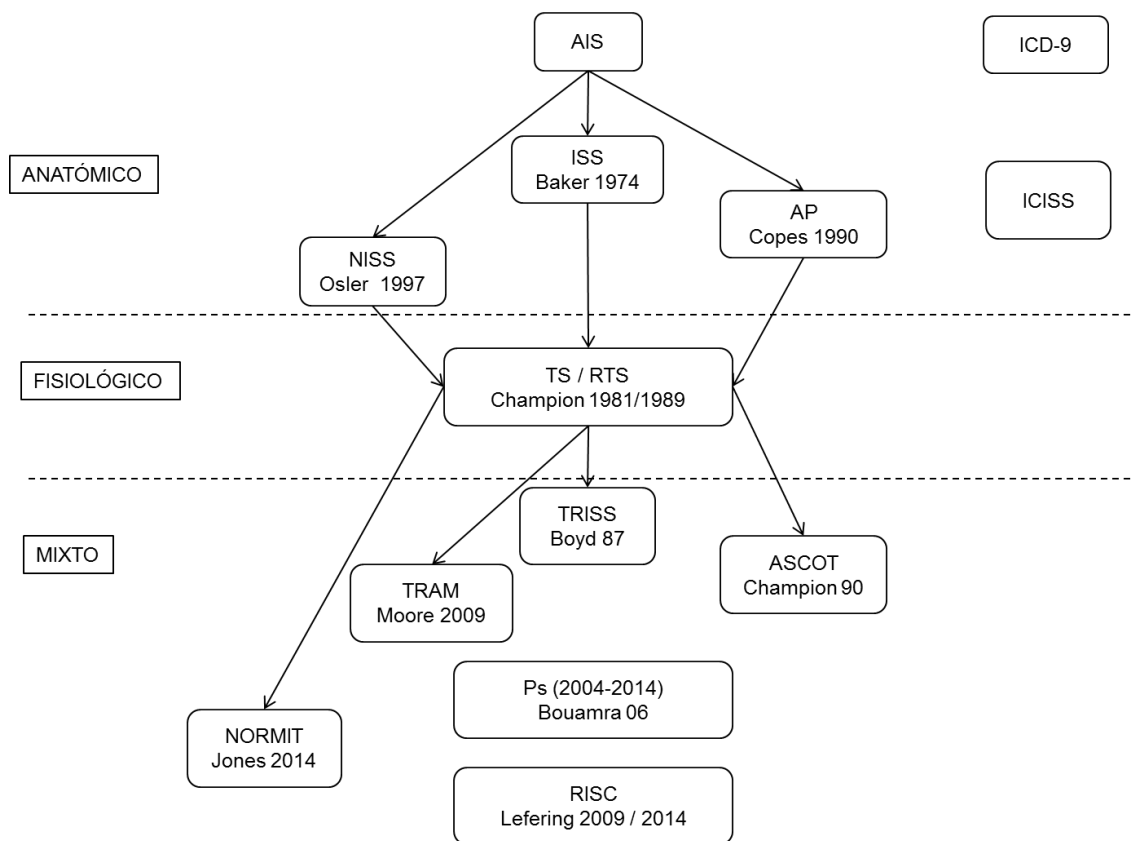 AIS
ICD-9
ANATÓMICO
ISS
Baker 1974
ICISS
AP
Copes 1990
NISS
Osler 1997
FISIOLÓGICO
TS / RTS
Champion 1981/1989
MIXTO
TRISS
Boyd 87
ASCOT
Champion 90
TRAM
Moore 2009
Ps (2004-2014)
Bouamra 06
NORMIT
Jones 2014
RISC
Lefering 2009 / 2014